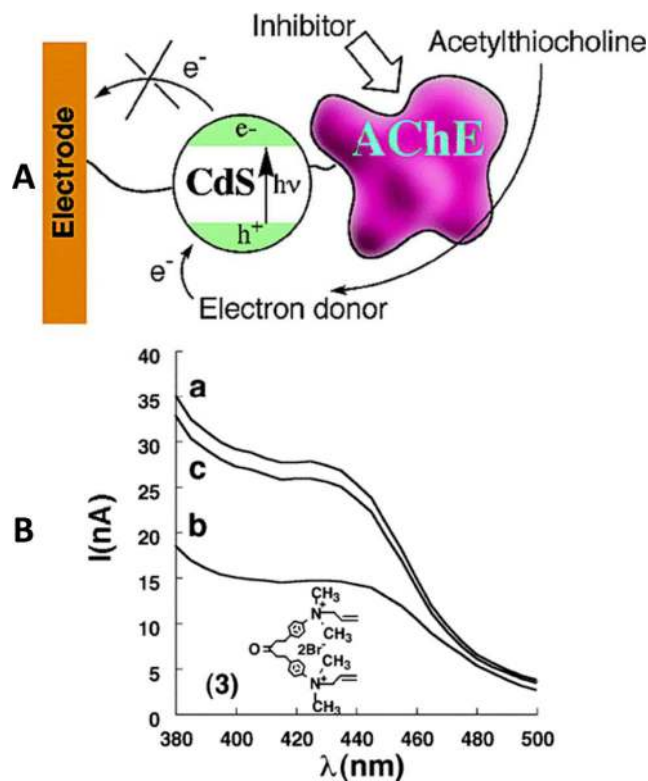 Inhibitor
Acetylthiocholine
e-
A
Electrode
e-
AChE
CdS
hν
h+
e-
Electron donor
B
I(nA)
40
35
30
25
20
15
10
5
0
a
c
b
CH3
N+
CH3
O
2Br-
CH3
N+
CH3
(3)
380 400 420 440 460 480 500
λ(nm)